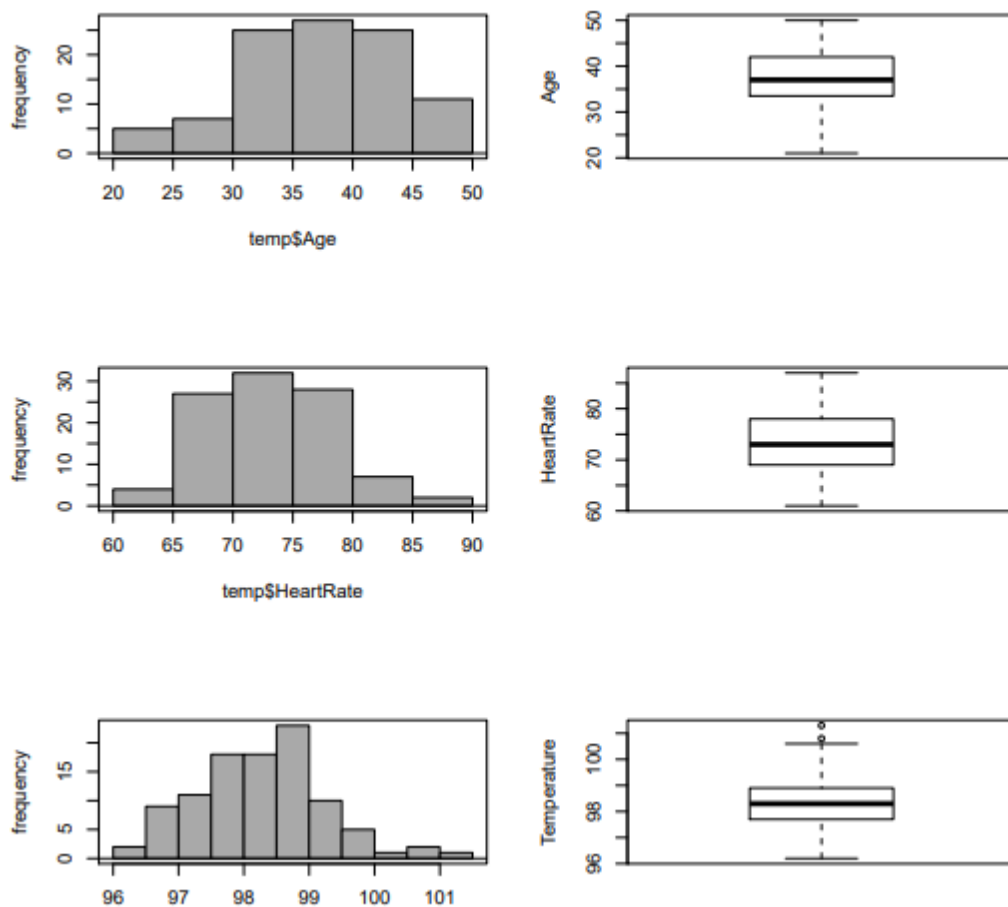 frequency
0 10 20
20 25 30 35 40 45 50
temp$Age
Age
20 30 40 50
frequency
0 10 20 30
60 65 70 75 80 85 90
temp$HeartRate
HeartRate
60 70 80
frequency
0 5 15
96 97 98 99 100 101
Temperature
96 98 100